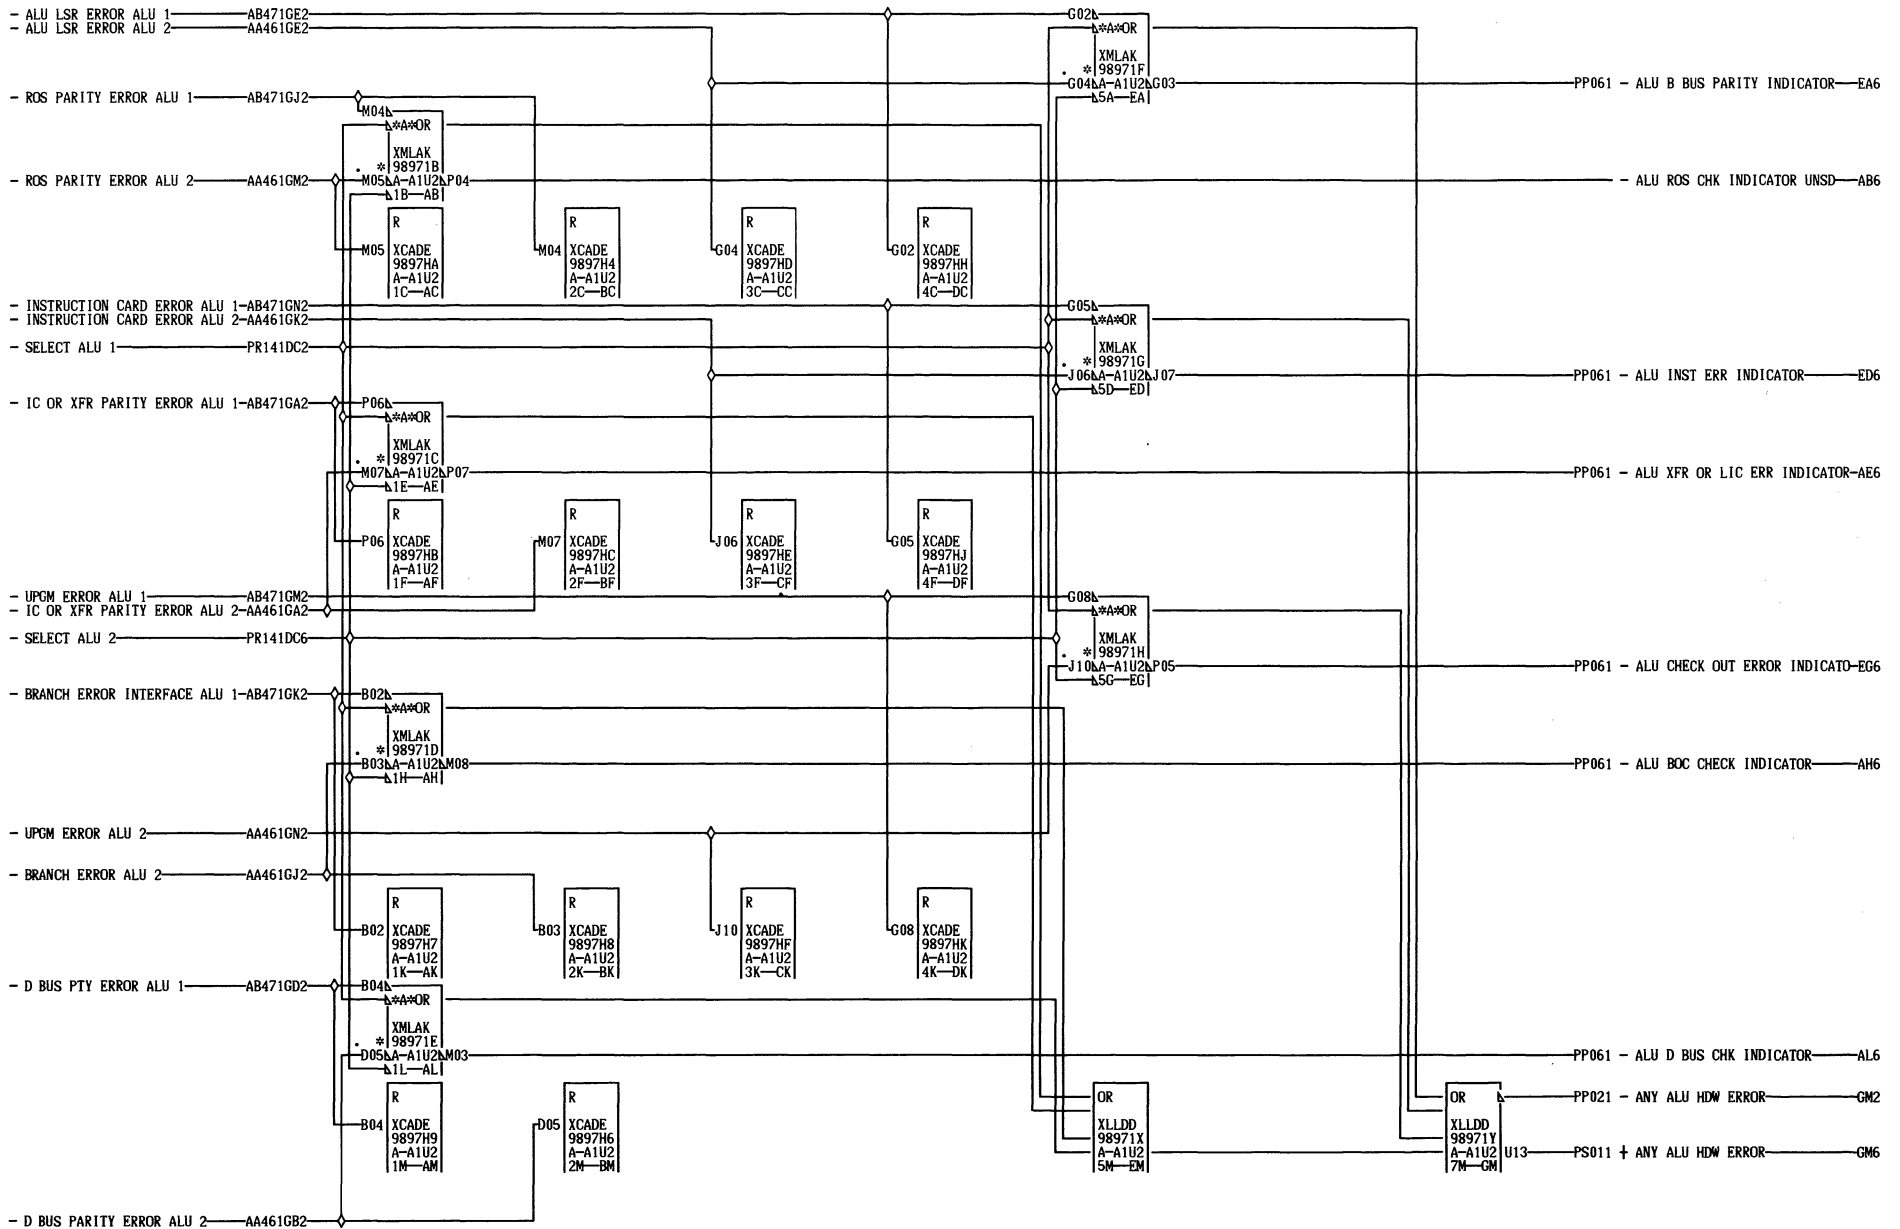 - ALU LSR ERROR ALU 1 AB471GE2
- ALU LSR ERROR ALU 2 AA461GE2
G02
*A*OR
XMLAK
* 98971F
G04 A-A1U2 G03
5A EA
PP061 - ALU B BUS PARITY INDICATOR EA6
- ROS PARITY ERROR ALU 1 AB471GJ2
M04
*A*OR
XMLAK
* 98971B
- ROS PARITY ERROR ALU 2 AA461GM2
M05 A-A1U2 P04
1B AB
- ALU ROS CHK INDICATOR UNSD AB6
R
M05 XCADE
9897HA
A-A1U2
1C AC
R
M04 XCADE
9897H4
A-A1U2
2C BC
R
G04 XCADE
9897HD
A-A1U2
3C CC
R
G02 XCADE
9897HH
A-A1U2
4C DC
- INSTRUCTION CARD ERROR ALU 1 AB471GN2
- INSTRUCTION CARD ERROR ALU 2 AA461GK2
- SELECT ALU 1 PR141DC2
G05
*A*OR
XMLAK
* 98971G
J06 A-A1U2 J07
5D ED
PP061 - ALU INST ERR INDICATOR ED6
- IC OR XFR PARITY ERROR ALU 1 AB471GA2
P06
*A*OR
XMLAK
* 98971C
M07 A-A1U2 P07
1E AE
PP061 - ALU XFR OR LIC ERR INDICATOR AE6
R
P06 XCADE
9897HB
A-A1U2
1F AF
R
M07 XCADE
9897HC
A-A1U2
2F BF
R
J06 XCADE
9897HE
A-A1U2
3F CF
R
G05 XCADE
9897HJ
A-A1U2
4F DF
- UPGM ERROR ALU 1 AB471GM2
- IC OR XFR PARITY ERROR ALU 2 AA461GA2
- SELECT ALU 2 PR141DC6
G08
*A*OR
XMLAK
* 98971H
J10 A-A1U2 P05
5G EG
PP061 - ALU CHECK OUT ERROR INDICATO EG6
- BRANCH ERROR INTERFACE ALU 1 AB471GK2
B02
*A*OR
XMLAK
* 98971D
B03 A-A1U2 M08
1H AH
PP061 - ALU BOC CHECK INDICATOR AH6
- UPGM ERROR ALU 2 AA461GN2
- BRANCH ERROR ALU 2 AA461GJ2
R
B02 XCADE
9897H7
A-A1U2
1K AK
R
B03 XCADE
9897H8
A-A1U2
2K BK
R
J10 XCADE
9897HF
A-A1U2
3K CK
R
G08 XCADE
9897HK
A-A1U2
4K DK
- D BUS PTY ERROR ALU 1 AB471GD2
B04
*A*OR
XMLAK
* 98971E
D05 A-A1U2 M03
1L AL
PP061 - ALU D BUS CHK INDICATOR AL6
R
B04 XCADE
9897H9
A-A1U2
1M AM
R
D05 XCADE
9897H6
A-A1U2
2M BM
OR
XLLDD
98971X
A-A1U2
5M EM
OR
XLLDD
98971Y
A-A1U2 U13
7M GM
PP021 - ANY ALU HDW ERROR GM2
PS011 + ANY ALU HDW ERROR GM6
- D BUS PARITY ERROR ALU 2 AA461GB2